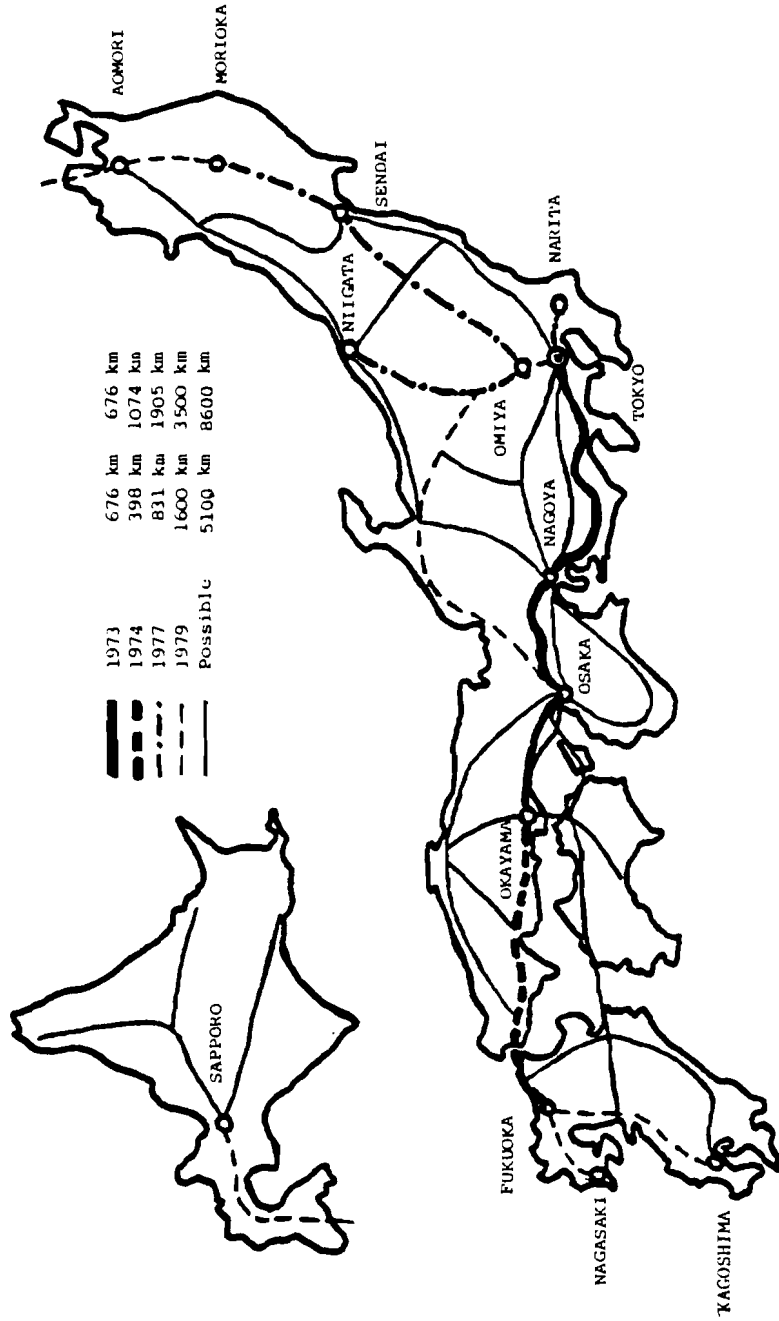 AOMORI
MORIOKA
SENDAI
NIIGATA
NARITA
OMIYA
TOKYO
NAGOYA
OSAKA
OKAYAMA
SAPPORO
FUKUOKA
NAGASAKI
KAGOSHIMA
1973 676 km 676 km
1974 398 km 1074 km
1977 831 km 1905 km
1979 1600 km 3500 km
Possible 5100 km 8600 km